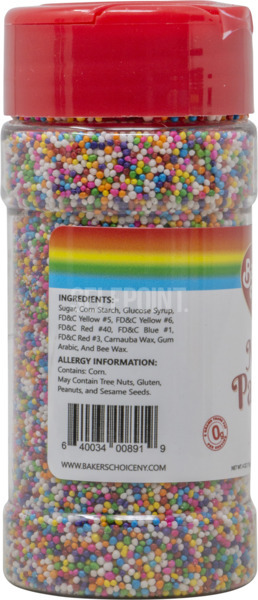 SELFPOINT.
INGREDIENTS:
Sugar, Corn Starch, Glucose Syrup,
FD&C Yellow #5, FD&C Yellow #6,
FD&C Red #40, FD&C Blue #1,
FD&C Red #3, Carnauba Wax, Gum
Arabic, And Bee Wax.
ALLERGY INFORMATION:
Contains: Corn.
May Contain Tree Nuts, Gluten,
Peanuts, and Sesame Seeds.
6 40034 00891 9
WWW.BAKERSCHOICENY.COM